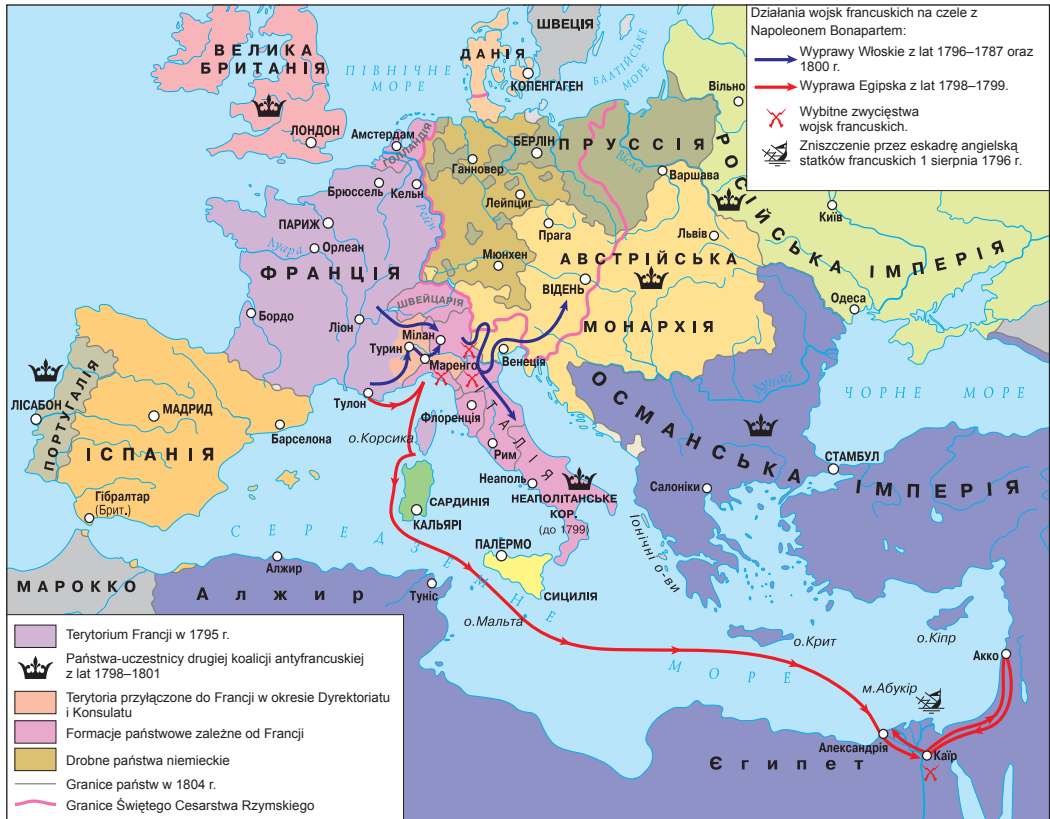 Działania wojsk francuskich na czele z
Napoleonem Bonapartem:
Wyprawy Włoskie z lat 1796–1787 oraz
1800 r.
Wyprawa Egipska z lat 1798–1799.
Wybitne zwycięstwa
wojsk francuskich.
Zniszczenie przez eskadrę angielską
statków francuskich 1 sierpnia 1796 r.
ШВЕЦІЯ
ВЕЛИКА
БРИТАНІЯ
ПІВНІЧНЕ
МОРЕ
ДАНІЯ
КОПЕНГАГЕН
БАЛТІЙСЬКЕ
МОРЕ
Вільно
ЛОНДОН
Амстердам
ГОЛЛАНДІЯ
БЕРЛІН
ПРУССІЯ
Ганновер
Вісла
Варшава
РОСІЙСЬКА ІМПЕРІЯ
Брюссель
Кельн
Рейн
Лейпциг
Київ
ПАРИЖ
Прага
Львів
Луара
Орлеан
Мюнхен
АВСТРІЙСЬКА
ФРАНЦІЯ
ВІДЕНЬ
МОНАРХІЯ
ШВЕЙЦАРІЯ
Одеса
Бордо
Ліон
Мілан
Турин
Венеція
Маренго
Дунай
ЧОРНЕ МОРЕ
ПОРТУГАЛІЯ
ЛІСАБОН
МАДРИД
Тулон
Флоренція
ІТАЛІЯ
ОСМАНСЬКА
ІМПЕРІЯ
Барселона
о.Корсика
ІСПАНІЯ
Рим
СТАМБУЛ
Неаполь
Салоніки
НЕАПОЛІТАНСЬКЕ
КОР.
(до 1799)
Гібралтар
(Брит.)
САРДИНІЯ
КАЛЬЯРІ
Іонічні о-ви
СЕРЕДЗЕМНЕ
МОРЕ
ПАЛЕРМО
Алжир
МАРОККО
Алжир
Туніс
СИЦИЛІЯ
о.Мальта
о.Крит
о.Кіпр
Акко
м.Абукір
Александрія
Каїр
Єгипет
Terytorium Francji w 1795 r.
Państwa-uczestnicy drugiej koalicji antyfrancuskiej
z lat 1798–1801
Terytoria przyłączone do Francji w okresie Dyrektoriatu
i Konsulatu
Formacje państwowe zależne od Francji
Drobne państwa niemieckie
Granice państw w 1804 r.
Granice Świętego Cesarstwa Rzymskiego